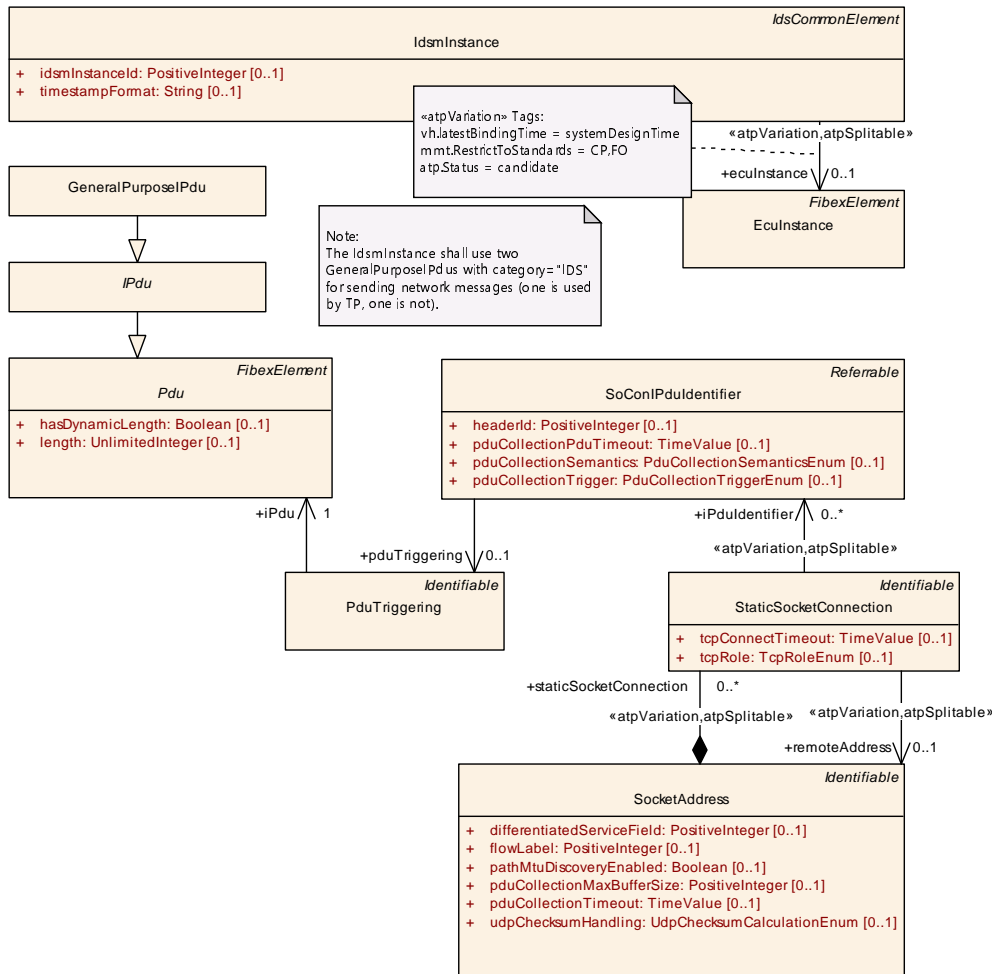 IdsCommonElement
IdsmInstance
+ idsmInstanceId: PositiveInteger [0..1]
+ timestampFormat: String [0..1]
«atpVariation» Tags:
vh.latestBindingTime = systemDesignTime
mmt.RestrictToStandards = CP,FO
atp.Status = candidate
«atpVariation,atpSplitable»
+ecuInstance
0..1
FibexElement
EcuInstance
GeneralPurposeIPdu
IPdu
Note:
The IdsmInstance shall use two
GeneralPurposeIPdus with category="IDS"
for sending network messages (one is used
by TP, one is not).
FibexElement
Pdu
+ hasDynamicLength: Boolean [0..1]
+ length: UnlimitedInteger [0..1]
Referrable
SoConIPduIdentifier
+ headerId: PositiveInteger [0..1]
+ pduCollectionPduTimeout: TimeValue [0..1]
+ pduCollectionSemantics: PduCollectionSemanticsEnum [0..1]
+ pduCollectionTrigger: PduCollectionTriggerEnum [0..1]
+iPdu
1
+pduTriggering
0..1
+iPduIdentifier
0..*
«atpVariation,atpSplitable»
Identifiable
PduTriggering
Identifiable
StaticSocketConnection
+ tcpConnectTimeout: TimeValue [0..1]
+ tcpRole: TcpRoleEnum [0..1]
+staticSocketConnection
0..*
«atpVariation,atpSplitable»
«atpVariation,atpSplitable»
+remoteAddress
0..1
Identifiable
SocketAddress
+ differentiatedServiceField: PositiveInteger [0..1]
+ flowLabel: PositiveInteger [0..1]
+ pathMtuDiscoveryEnabled: Boolean [0..1]
+ pduCollectionMaxBufferSize: PositiveInteger [0..1]
+ pduCollectionTimeout: TimeValue [0..1]
+ udpChecksumHandling: UdpChecksumCalculationEnum [0..1]